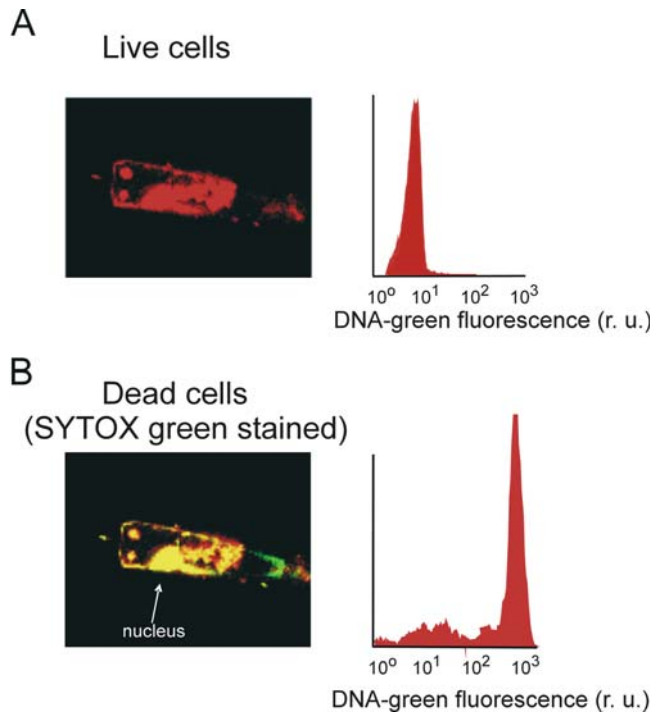 A
Live cells
10⁰ 10¹ 10² 10³
DNA-green fluorescence (r. u.)
B
Dead cells
(SYTOX green stained)
nucleus
10⁰ 10¹ 10² 10³
DNA-green fluorescence (r. u.)